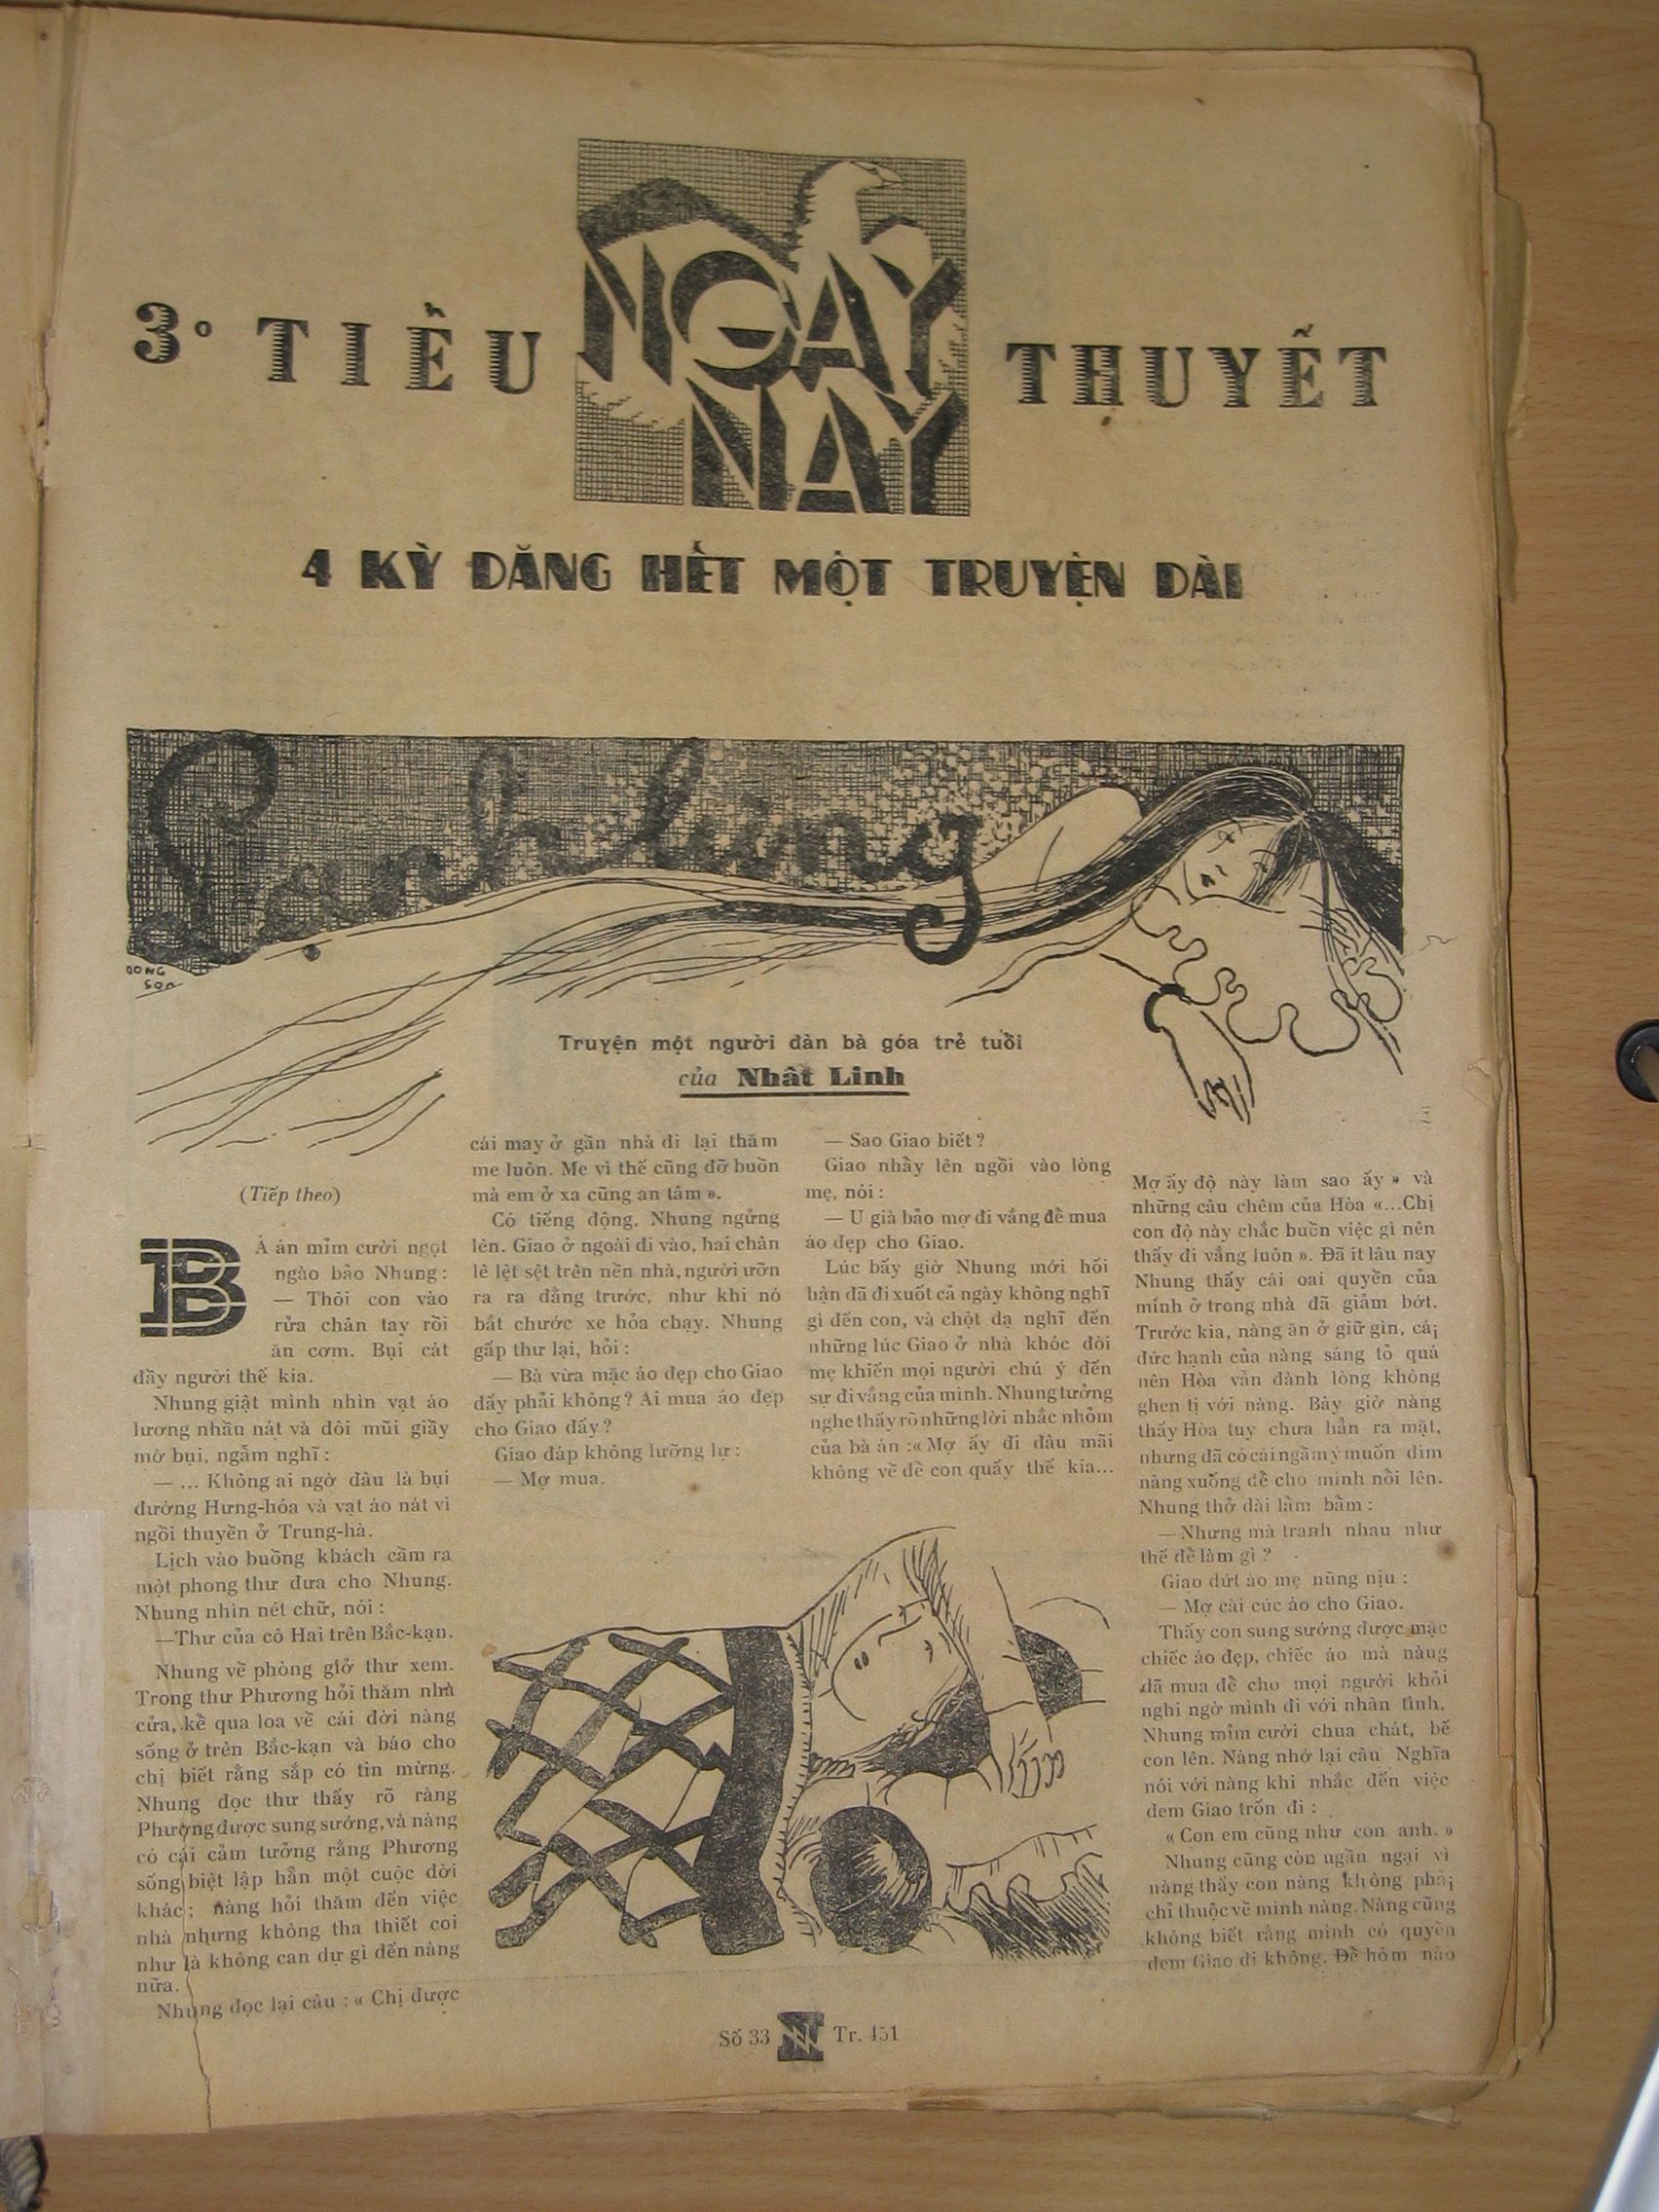 3º TIỂU
NGAY
NAY
THUYẾT
4 KỲ ĐĂNG HẾT MỘT TRUYỆN DÀI
Lạnh lùng
ĐONG
SƠN
Truyện một người đàn bà góa trẻ tuổi
của Nhất Linh
(Tiếp theo)
BÀ án mỉm cười ngọt
ngào bảo Nhung:
— Thôi con vào
rửa chân tay rồi
ăn cơm. Bụi cát
đầy người thế kia.
Nhung giật mình nhìn vạt áo
lương nhầu nát và đôi mũi giầy
mờ bụi, ngẫm nghĩ:
— ... Không ai ngờ đâu là bụi
đường Hưng-hóa và vạt áo nát vì
ngồi thuyền ở Trung-hà.
Lịch vào buồng khách cầm ra
một phong thư đưa cho Nhung.
Nhung nhìn nét chữ, nói:
—Thư của cô Hai trên Bắc-kạn.
Nhung về phòng giở thư xem.
Trong thư Phương hỏi thăm nhà
cửa, kể qua loa về cái đời nàng
sống ở trên Bắc-kạn và báo cho
chị biết rằng sắp có tin mừng.
Nhung đọc thư thấy rõ ràng
Phương được sung sướng, và nàng
có cái cảm tưởng rằng Phương
sống biệt lập hẳn một cuộc đời
khác; nàng hỏi thăm đến việc
nhà nhưng không tha thiết coi
như là không can dự gì đến nàng
nữa.
Nhung đọc lại câu: « Chị được
cái may ở gần nhà đi lại thăm
me luôn. Me vì thế cũng đỡ buồn
mà em ở xa cũng an tâm ».
Có tiếng động. Nhung ngừng
lên. Giao ở ngoài đi vào, hai chân
lê lệt sệt trên nền nhà, người ưỡn
ra ra đằng trước, như khi nó
bắt chước xe hỏa chạy. Nhung
gấp thư lại, hỏi:
— Bà vừa mặc áo đẹp cho Giao
đấy phải không? Ai mua áo đẹp
cho Giao đấy?
Giao đáp không lưỡng lự:
— Mợ mua.
— Sao Giao biết?
Giao nhẩy lên ngồi vào lòng
mẹ, nói:
— U già bảo mợ đi vắng để mua
áo đẹp cho Giao.
Lúc bấy giờ Nhung mới hối
hận đã đi xuốt cả ngày không nghĩ
gì đến con, và chột dạ nghĩ đến
những lúc Giao ở nhà khóc đòi
mẹ khiến mọi người chú ý đến
sự đi vắng của mình. Nhung tưởng
nghe thấy rõ những lời nhắc nhỏm
của bà án: « Mợ ấy đi đâu mãi
không về để con quấy thế kia...
Mợ ấy độ này làm sao ấy » và
những câu chêm của Hòa «...Chị
con độ này chắc buồn việc gì nên
thấy đi vắng luôn ». Đã ít lâu nay
Nhung thấy cái oai quyền của
mình ở trong nhà đã giảm bớt.
Trước kia, nàng ăn ở giữ gìn, cái
đức hạnh của nàng sáng tỏ quá
nên Hòa vẫn đành lòng không
ghen tị với nàng. Bây giờ nàng
thấy Hòa tuy chưa hẳn ra mặt,
nhưng đã có cái ngầm ý muốn dìm
nàng xuống để cho mình nổi lên.
Nhung thở dài lẩm bẩm:
— Nhưng mà tranh nhau như
thế để làm gì?
Giao dứt áo mẹ nũng nịu:
— Mợ cài cúc áo cho Giao.
Thấy con sung sướng được mặc
chiếc áo đẹp, chiếc áo mà nàng
đã mua để cho mọi người khỏi
nghi ngờ mình đi với nhân tình,
Nhung mỉm cười chua chát, bế
con lên. Nàng nhớ lại câu Nghĩa
nói với nàng khi nhắc đến việc
đem Giao trốn đi:
« Con em cũng như con anh. »
Nhung cũng còn ngần ngại vì
nàng thấy con nàng không phải
chỉ thuộc về mình nàng. Nàng cũng
không biết rằng mình có quyền
đem Giao đi không. Để hôm nào
Số 33 Tr. 451